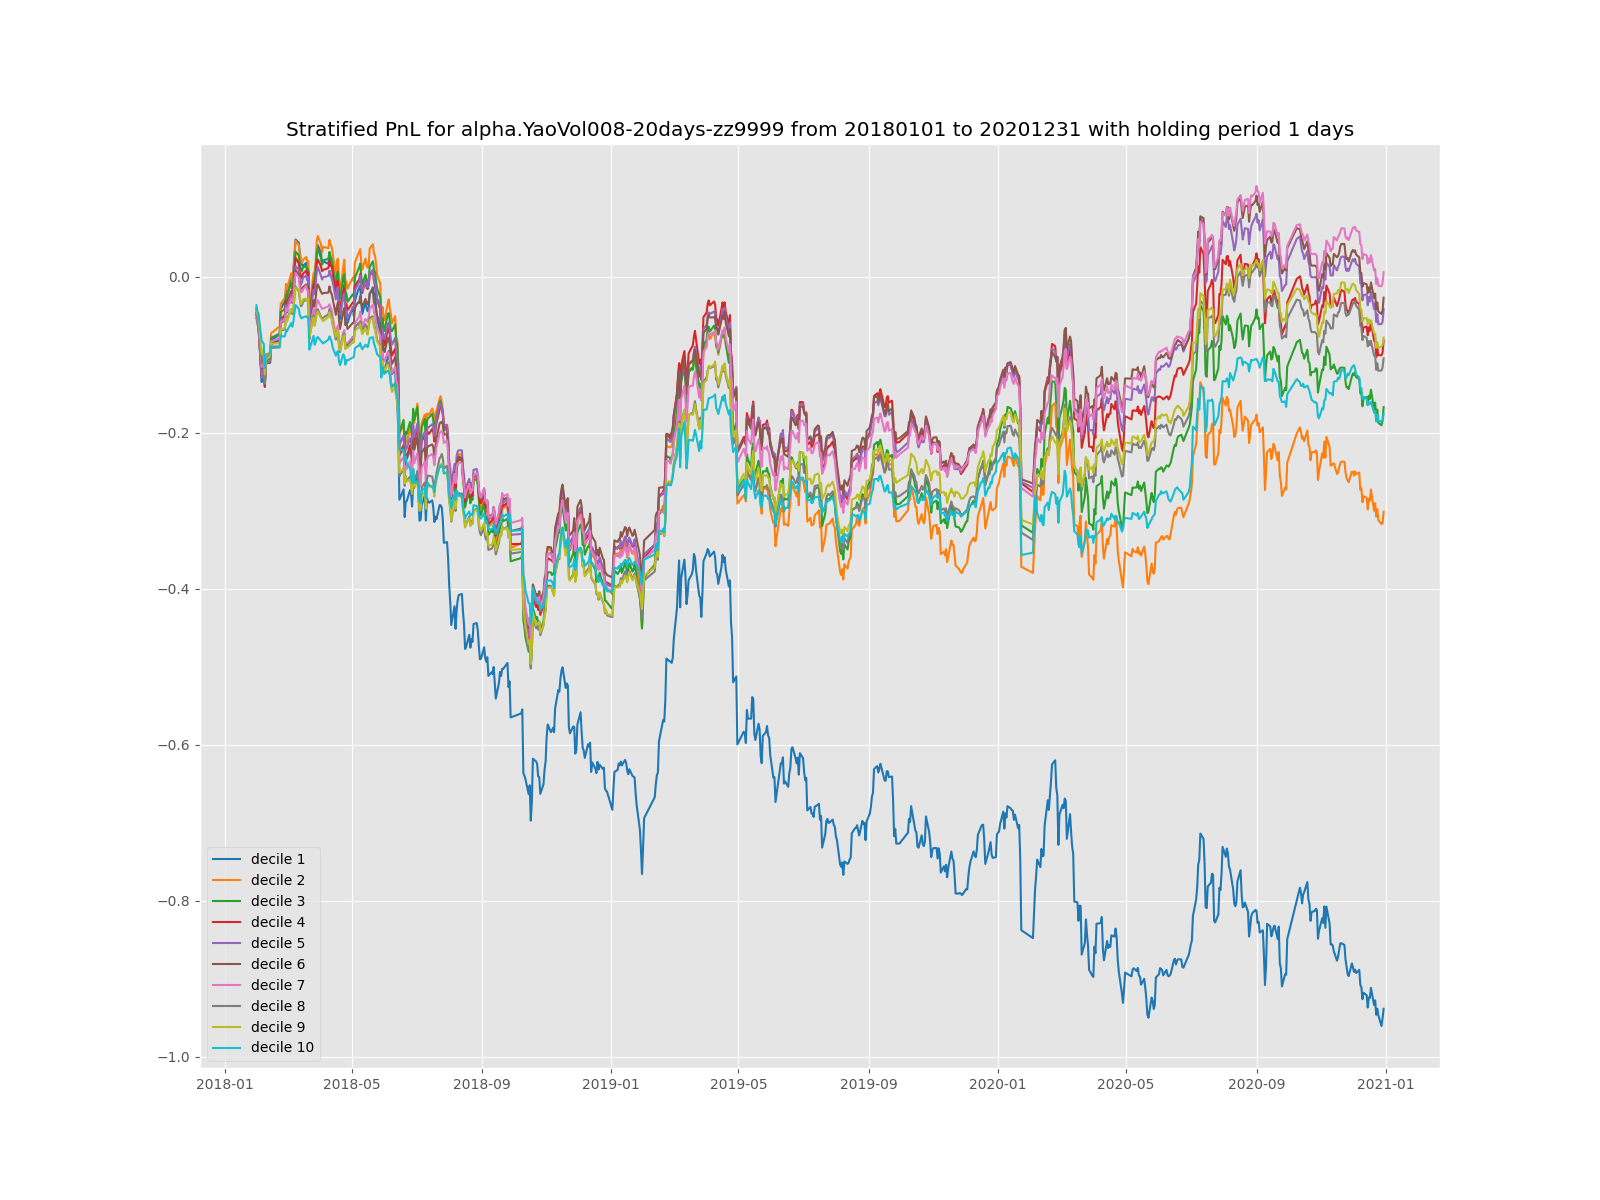 Stratified PnL for alpha.YaoVol008-20days-zz9999 from 20180101 to 20201231 with holding period 1 days
0.0
−0.2
−0.4
−0.6
−0.8
−1.0
decile 1
decile 2
decile 3
decile 4
decile 5
decile 6
decile 7
decile 8
decile 9
decile 10
2018-01 2018-05 2018-09 2019-01 2019-05 2019-09 2020-01 2020-05 2020-09 2021-01